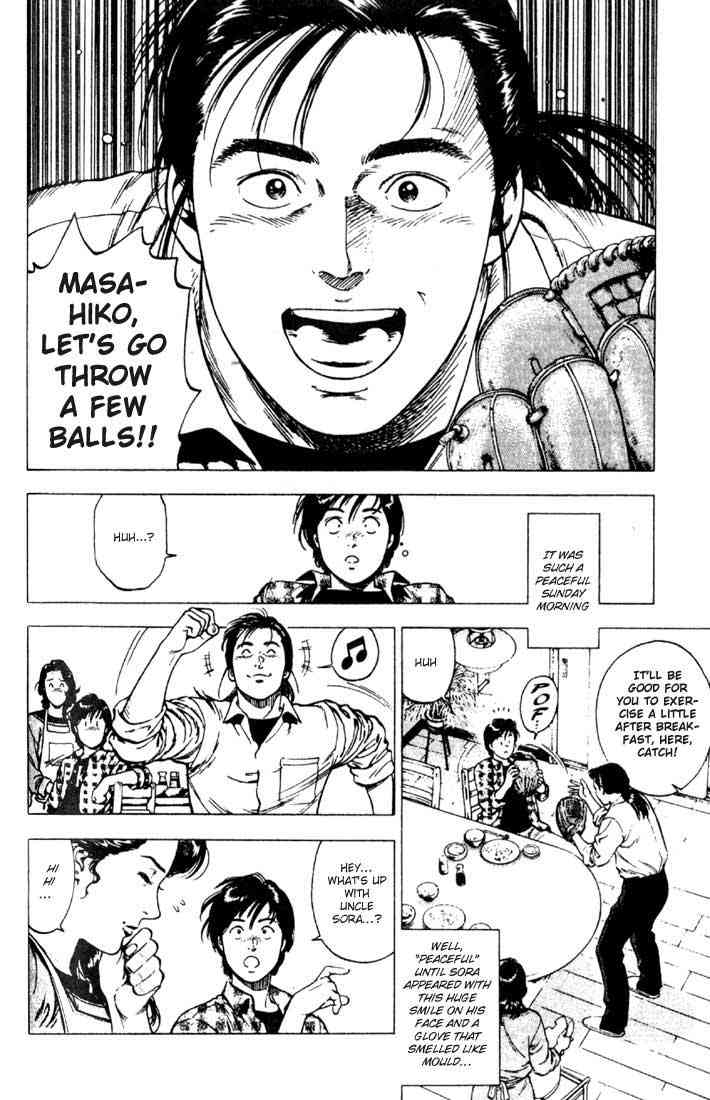 MASA-
HIKO,
LET'S GO
THROW
A FEW
BALLS!!
IT WAS
SUCH A
PEACEFUL
SUNDAY
MORNING
HUH...?
IT'LL BE
GOOD FOR
YOU TO EXER-
CISE A LITTLE
AFTER BREAK-
FAST, HERE,
CATCH!
POF
HUH
WELL,
"PEACEFUL"
UNTIL SORA
APPEARED WITH
THIS HUGE
SMILE ON HIS
FACE AND A
GLOVE THAT
SMELLED LIKE
MOULD...
HEY...
WHAT'S UP
WITH
UNCLE
SORA...?
HI
HI
...